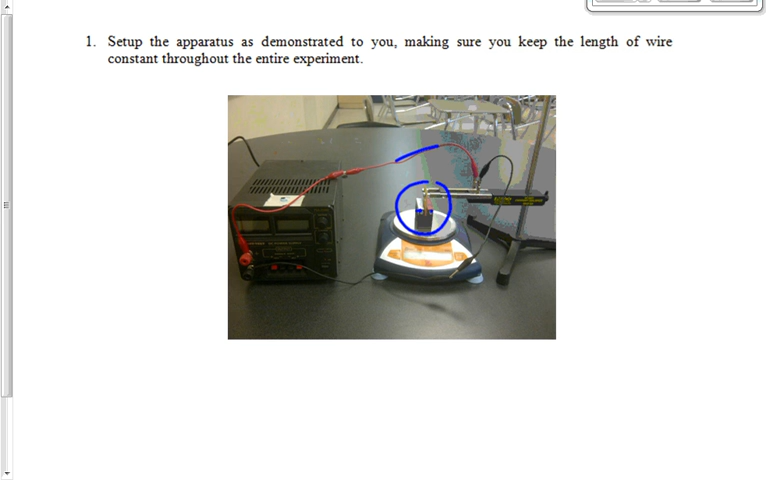 1. Setup the apparatus as demonstrated to you, making sure you keep the length of wire
constant throughout the entire experiment.